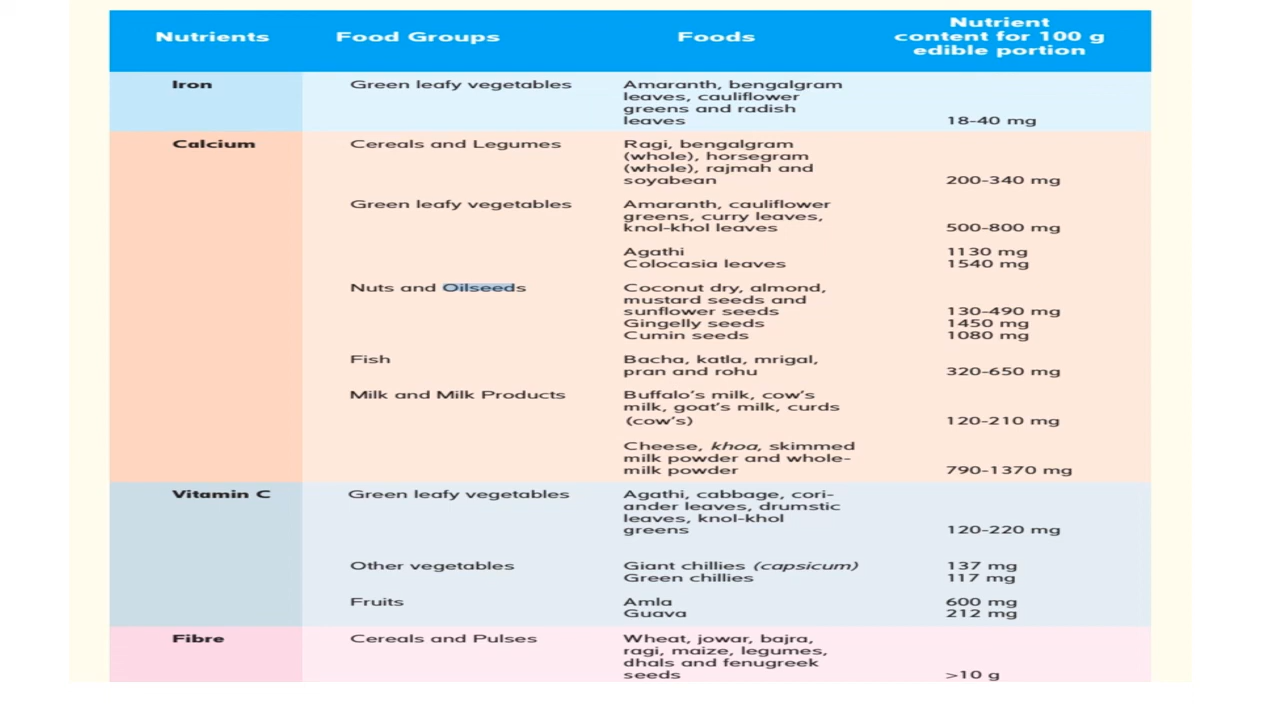 Nutrients Food Groups Foods Nutrient content for 100 g edible portion
Iron Green leafy vegetables Amaranth, bengalgram
leaves, cauliflower
greens and radish
leaves 18-40 mg
Calcium Cereals and Legumes Ragi, bengalgram
(whole), horsegram
(whole), rajmah and
soyabean 200-340 mg
Green leafy vegetables Amaranth, cauliflower
greens, curry leaves,
knol-khol leaves 500-800 mg
Agathi 1130 mg
Colocasia leaves 1540 mg
Nuts and Oilseeds Coconut dry, almond,
mustard seeds and
sunflower seeds 130-490 mg
Gingelly seeds 1450 mg
Cumin seeds 1080 mg
Fish Bacha, katla, mrigal,
pran and rohu 320-650 mg
Milk and Milk Products Buffalo's milk, cow's
milk, goat's milk, curds
(cow's) 120-210 mg
Cheese, khoa, skimmed
milk powder and whole-
milk powder 790-1370 mg
Vitamin C Green leafy vegetables Agathi, cabbage, cori-
ander leaves, drumstic
leaves, knol-khol
greens 120-220 mg
Other vegetables Giant chillies (capsicum) 137 mg
Green chillies 117 mg
Fruits Amla 600 mg
Guava 212 mg
Fibre Cereals and Pulses Wheat, jowar, bajra,
ragi, maize, legumes,
dhals and fenugreek
seeds >10 g